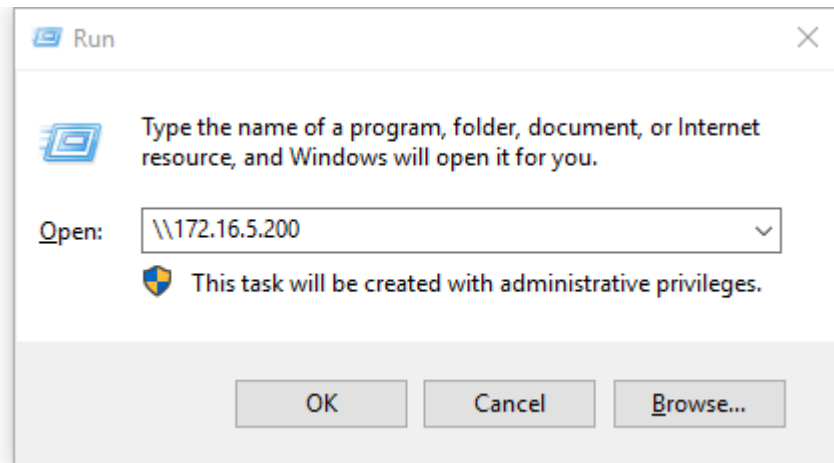 Run
Type the name of a program, folder, document, or Internet
resource, and Windows will open it for you.
Open:
\\172.16.5.200
This task will be created with administrative privileges.
OK
Cancel
Browse...